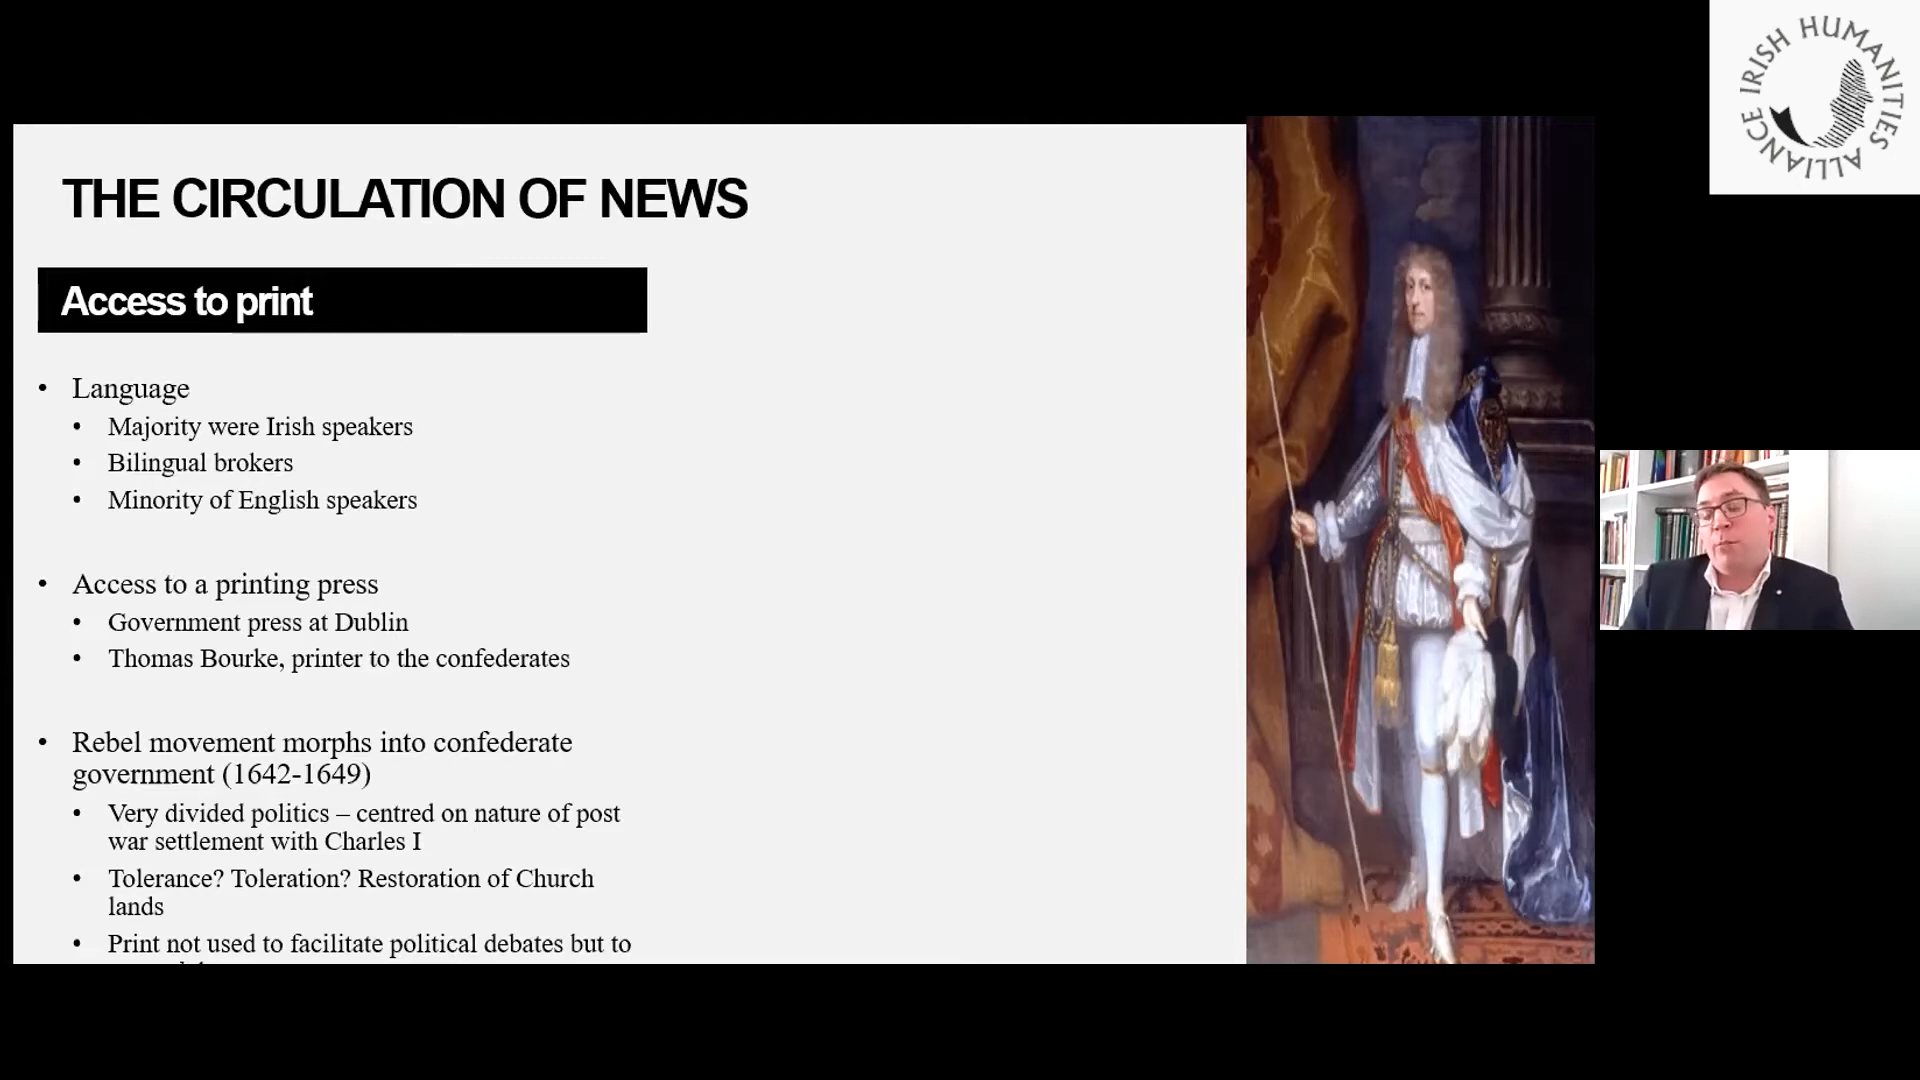 THE CIRCULATION OF NEWS
Access to print
• Language
• Majority were Irish speakers
• Bilingual brokers
• Minority of English speakers
• Access to a printing press
• Government press at Dublin
• Thomas Bourke, printer to the confederates
• Rebel movement morphs into confederate
government (1642-1649)
• Very divided politics – centred on nature of post
war settlement with Charles I
• Tolerance? Toleration? Restoration of Church
lands
• Print not used to facilitate political debates but to
IRISH HUMANITIES ALLIANCE